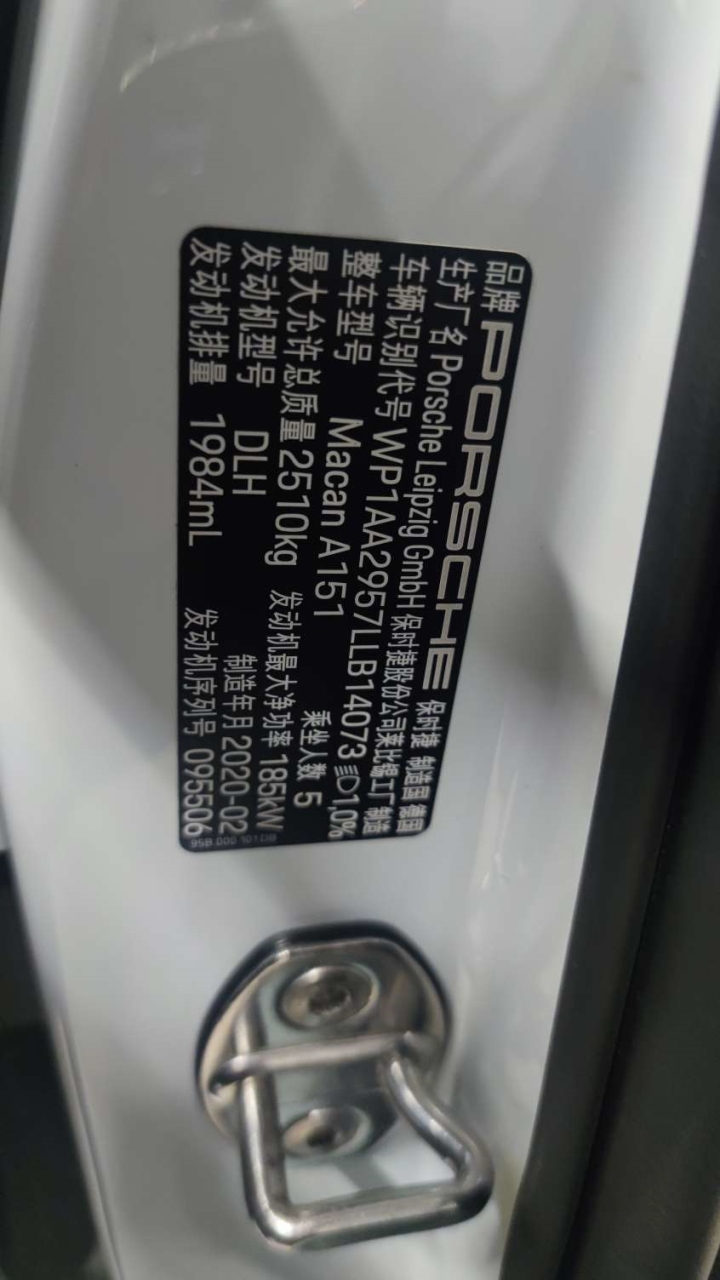 品牌 PORSCHE 保时捷 制造国 德国
生产厂名 Porsche Leipzig GmbH 保时捷股份公司莱比锡工厂 制造
车辆识别代号 WP1AA2957LLB14073 1,0%
整车型号 Macan A151 乘坐人数 5
最大允许总质量 2510kg 发动机最大净功率 185kW
发动机型号 DLH 制造年月 2020-02
发动机排量 1984mL 发动机序列号 095506